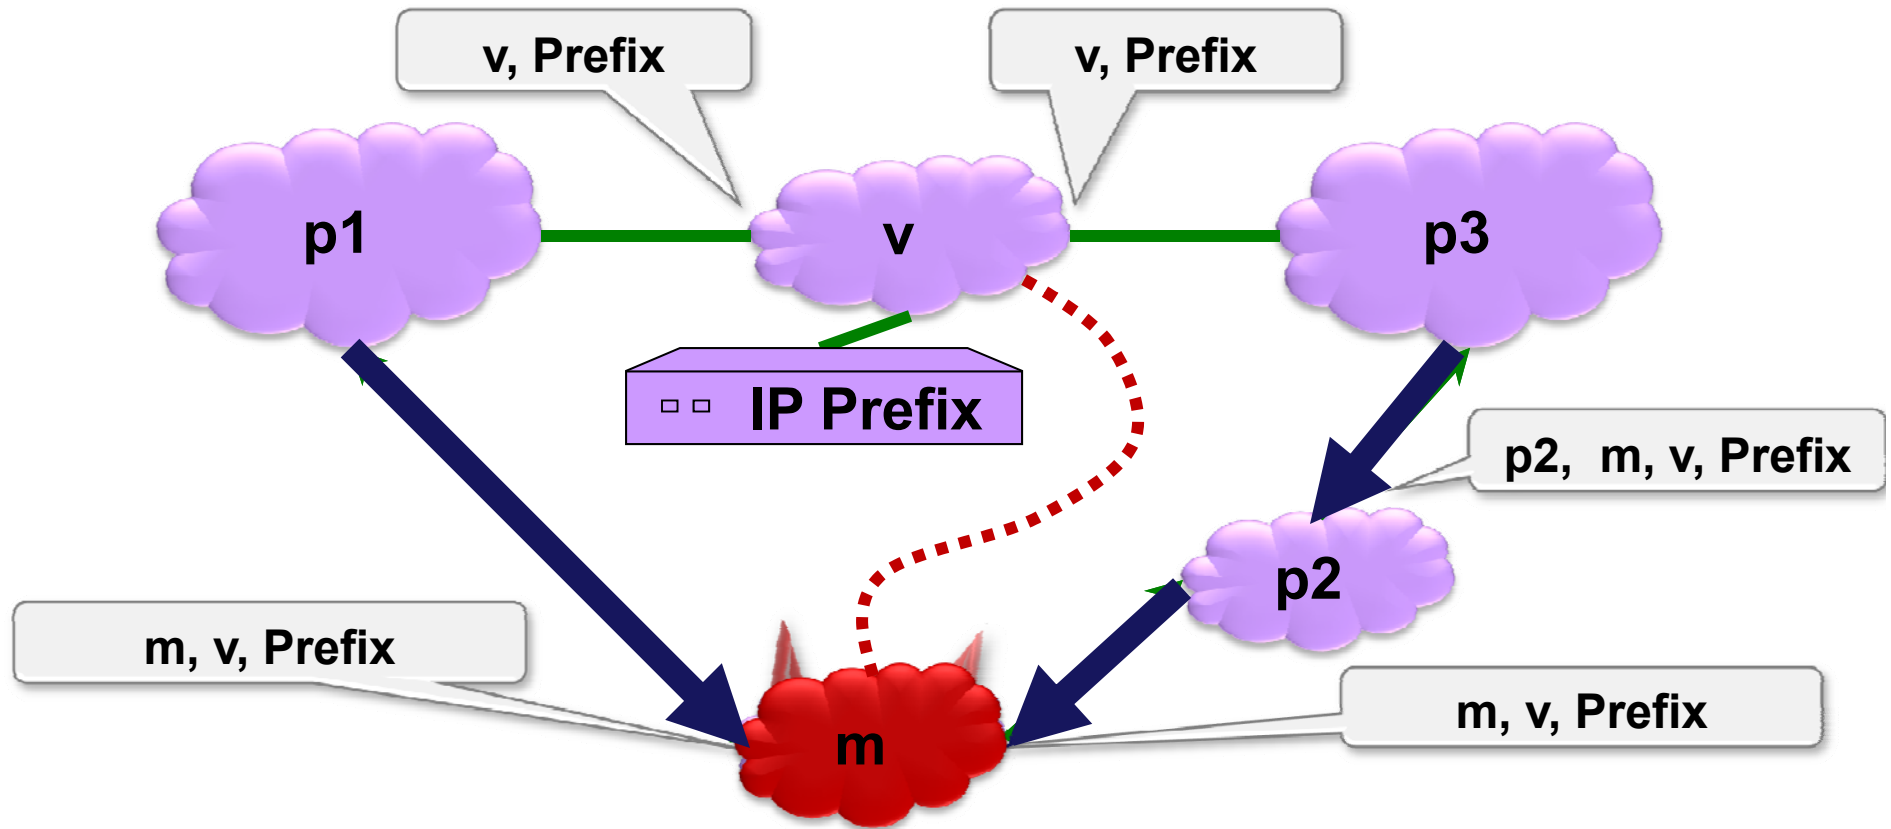 v, Prefix
v, Prefix
p1
v
p3
IP Prefix
p2, m, v, Prefix
p2
m, v, Prefix
m, v, Prefix
m